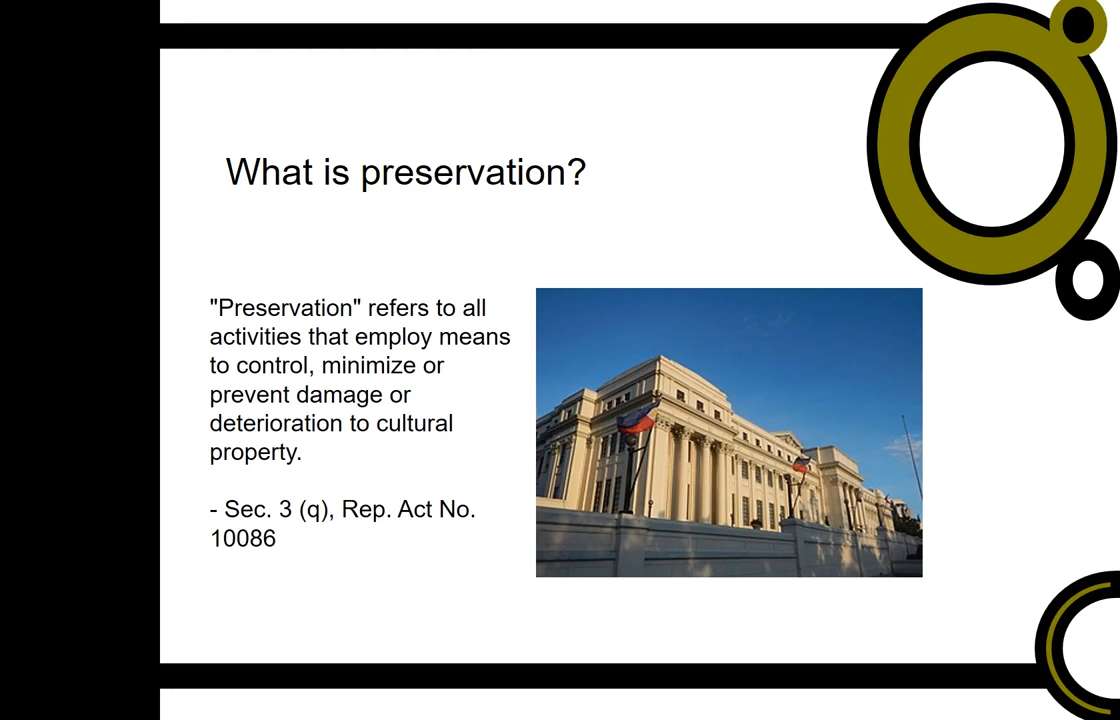 What is preservation?
"Preservation" refers to all
activities that employ means
to control, minimize or
prevent damage or
deterioration to cultural
property.
- Sec. 3 (q), Rep. Act No.
10086